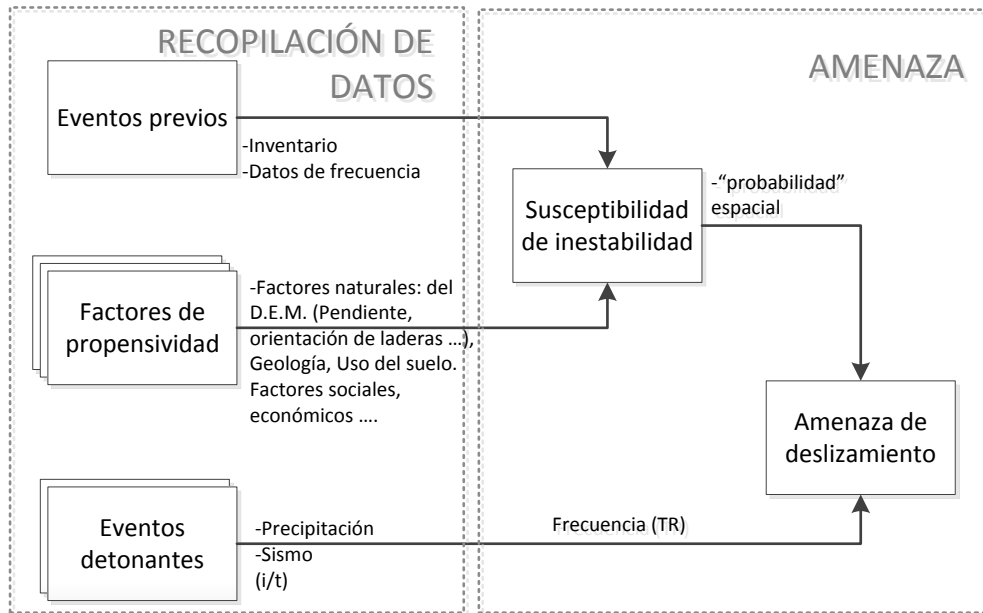 RECOPILACIÓN DE
DATOS
Eventos previos
-Inventario
-Datos de frecuencia
Factores de
propensividad
-Factores naturales: del
D.E.M. (Pendiente,
orientación de laderas …),
Geología, Uso del suelo.
Factores sociales,
económicos ….
Eventos
detonantes
-Precipitación
-Sismo
(i/t)
AMENAZA
Susceptibilidad
de inestabilidad
-“probabilidad”
espacial
Amenaza de
deslizamiento
Frecuencia (TR)